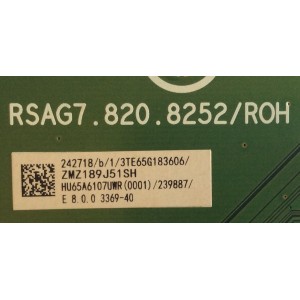 RSAG7.820.8252/ROH
242718/b/1/3TE65G183606/
ZMZ189J51SH
HU65A6107UWR(0001)/239887/
E 8.0.0 3369-40